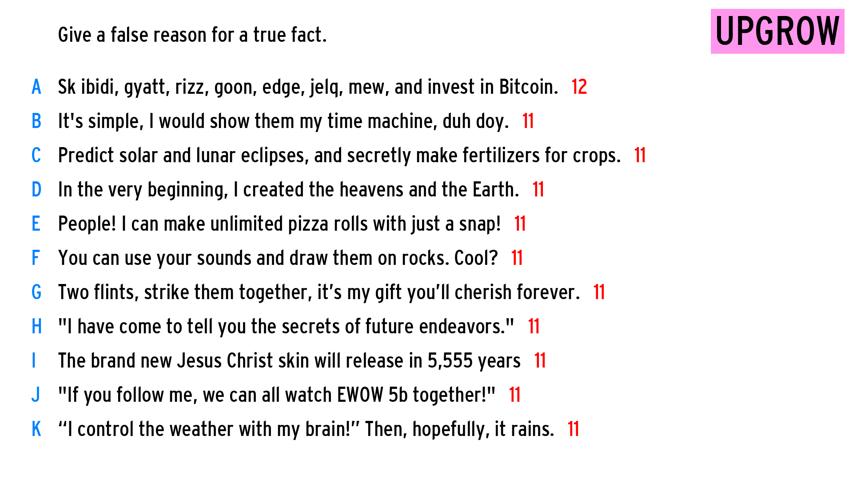 Give a false reason for a true fact.
UPGROW
A Sk ibidi, gyatt, rizz, goon, edge, jelq, mew, and invest in Bitcoin. 12
B It's simple, I would show them my time machine, duh doy. 11
C Predict solar and lunar eclipses, and secretly make fertilizers for crops. 11
D In the very beginning, I created the heavens and the Earth. 11
E People! I can make unlimited pizza rolls with just a snap! 11
F You can use your sounds and draw them on rocks. Cool? 11
G Two flints, strike them together, it’s my gift you’ll cherish forever. 11
H "I have come to tell you the secrets of future endeavors." 11
I The brand new Jesus Christ skin will release in 5,555 years 11
J "If you follow me, we can all watch EWOW 5b together!" 11
K “I control the weather with my brain!” Then, hopefully, it rains. 11